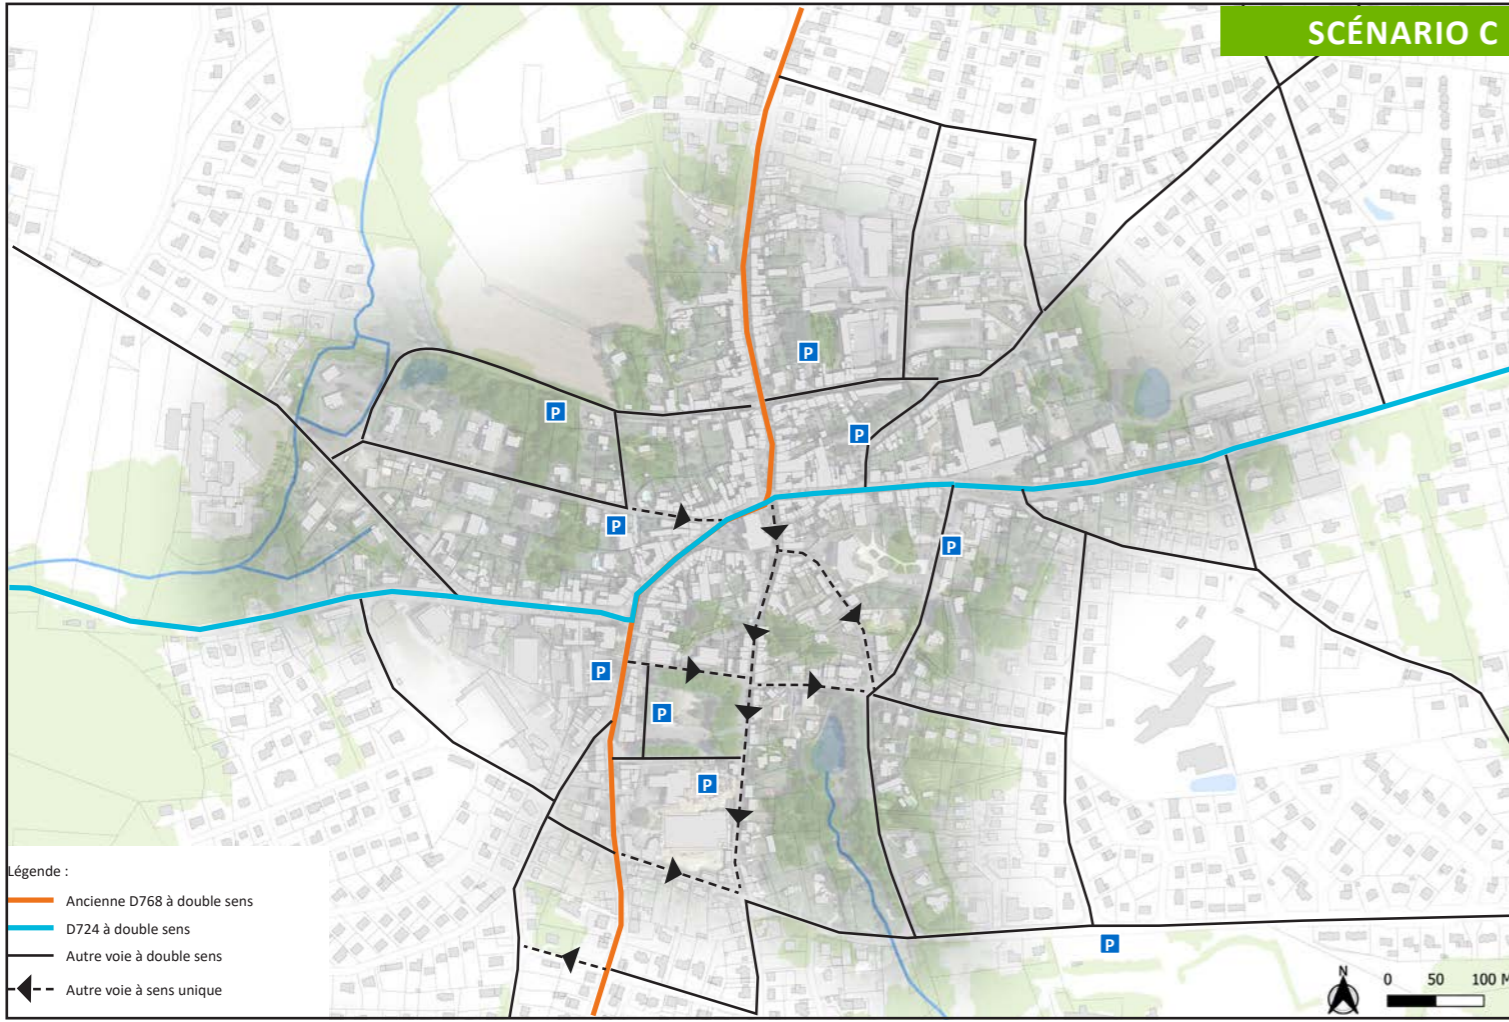 SCÉNARIO C
P
P
P
P
P
P
P
P
P
P
Légende :
Ancienne D768 à double sens
D724 à double sens
Autre voie à double sens
Autre voie à sens unique
N
0 50 100 M